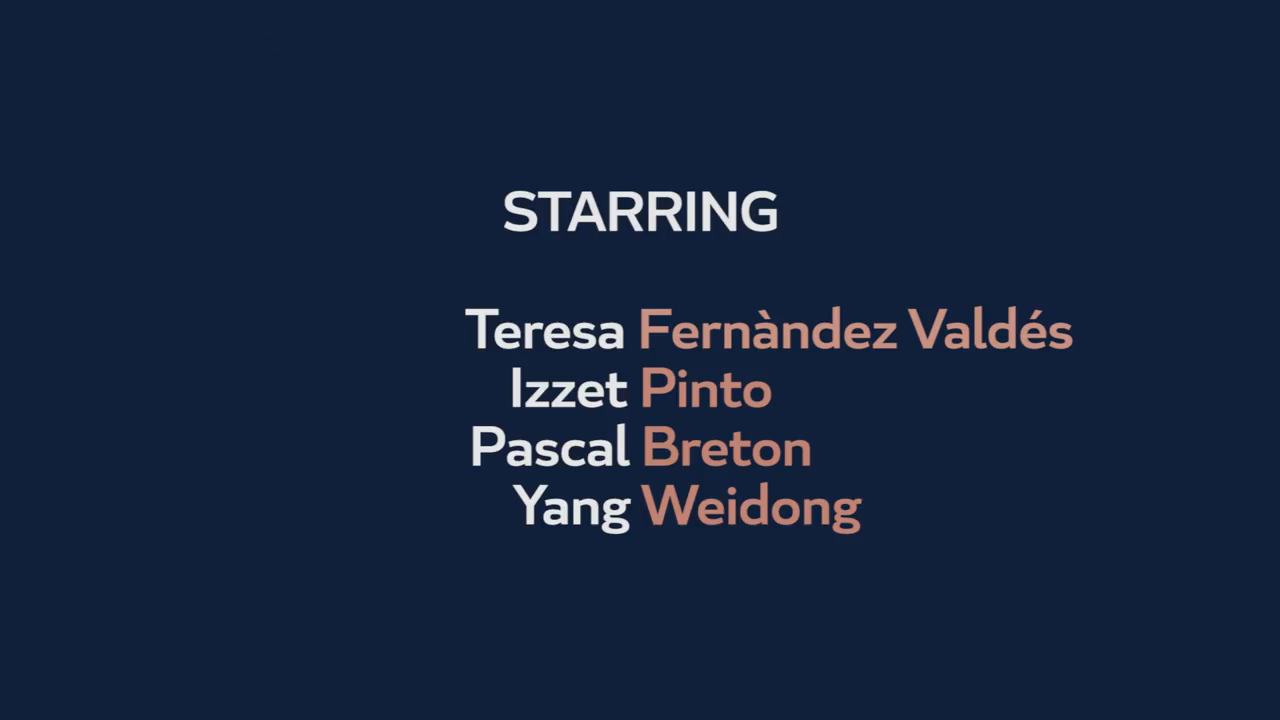 STARRING
Teresa Fernàndez Valdés
Izzet Pinto
Pascal Breton
Yang Weidong